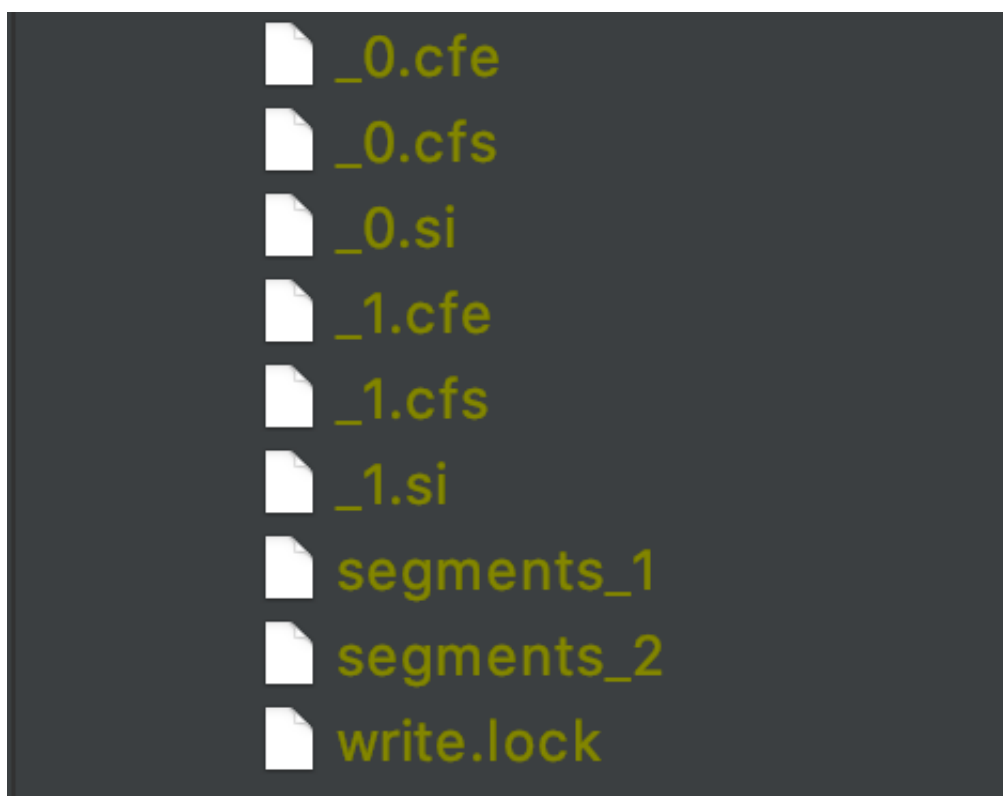 _0.cfe
_0.cfs
_0.si
_1.cfe
_1.cfs
_1.si
segments_1
segments_2
write.lock